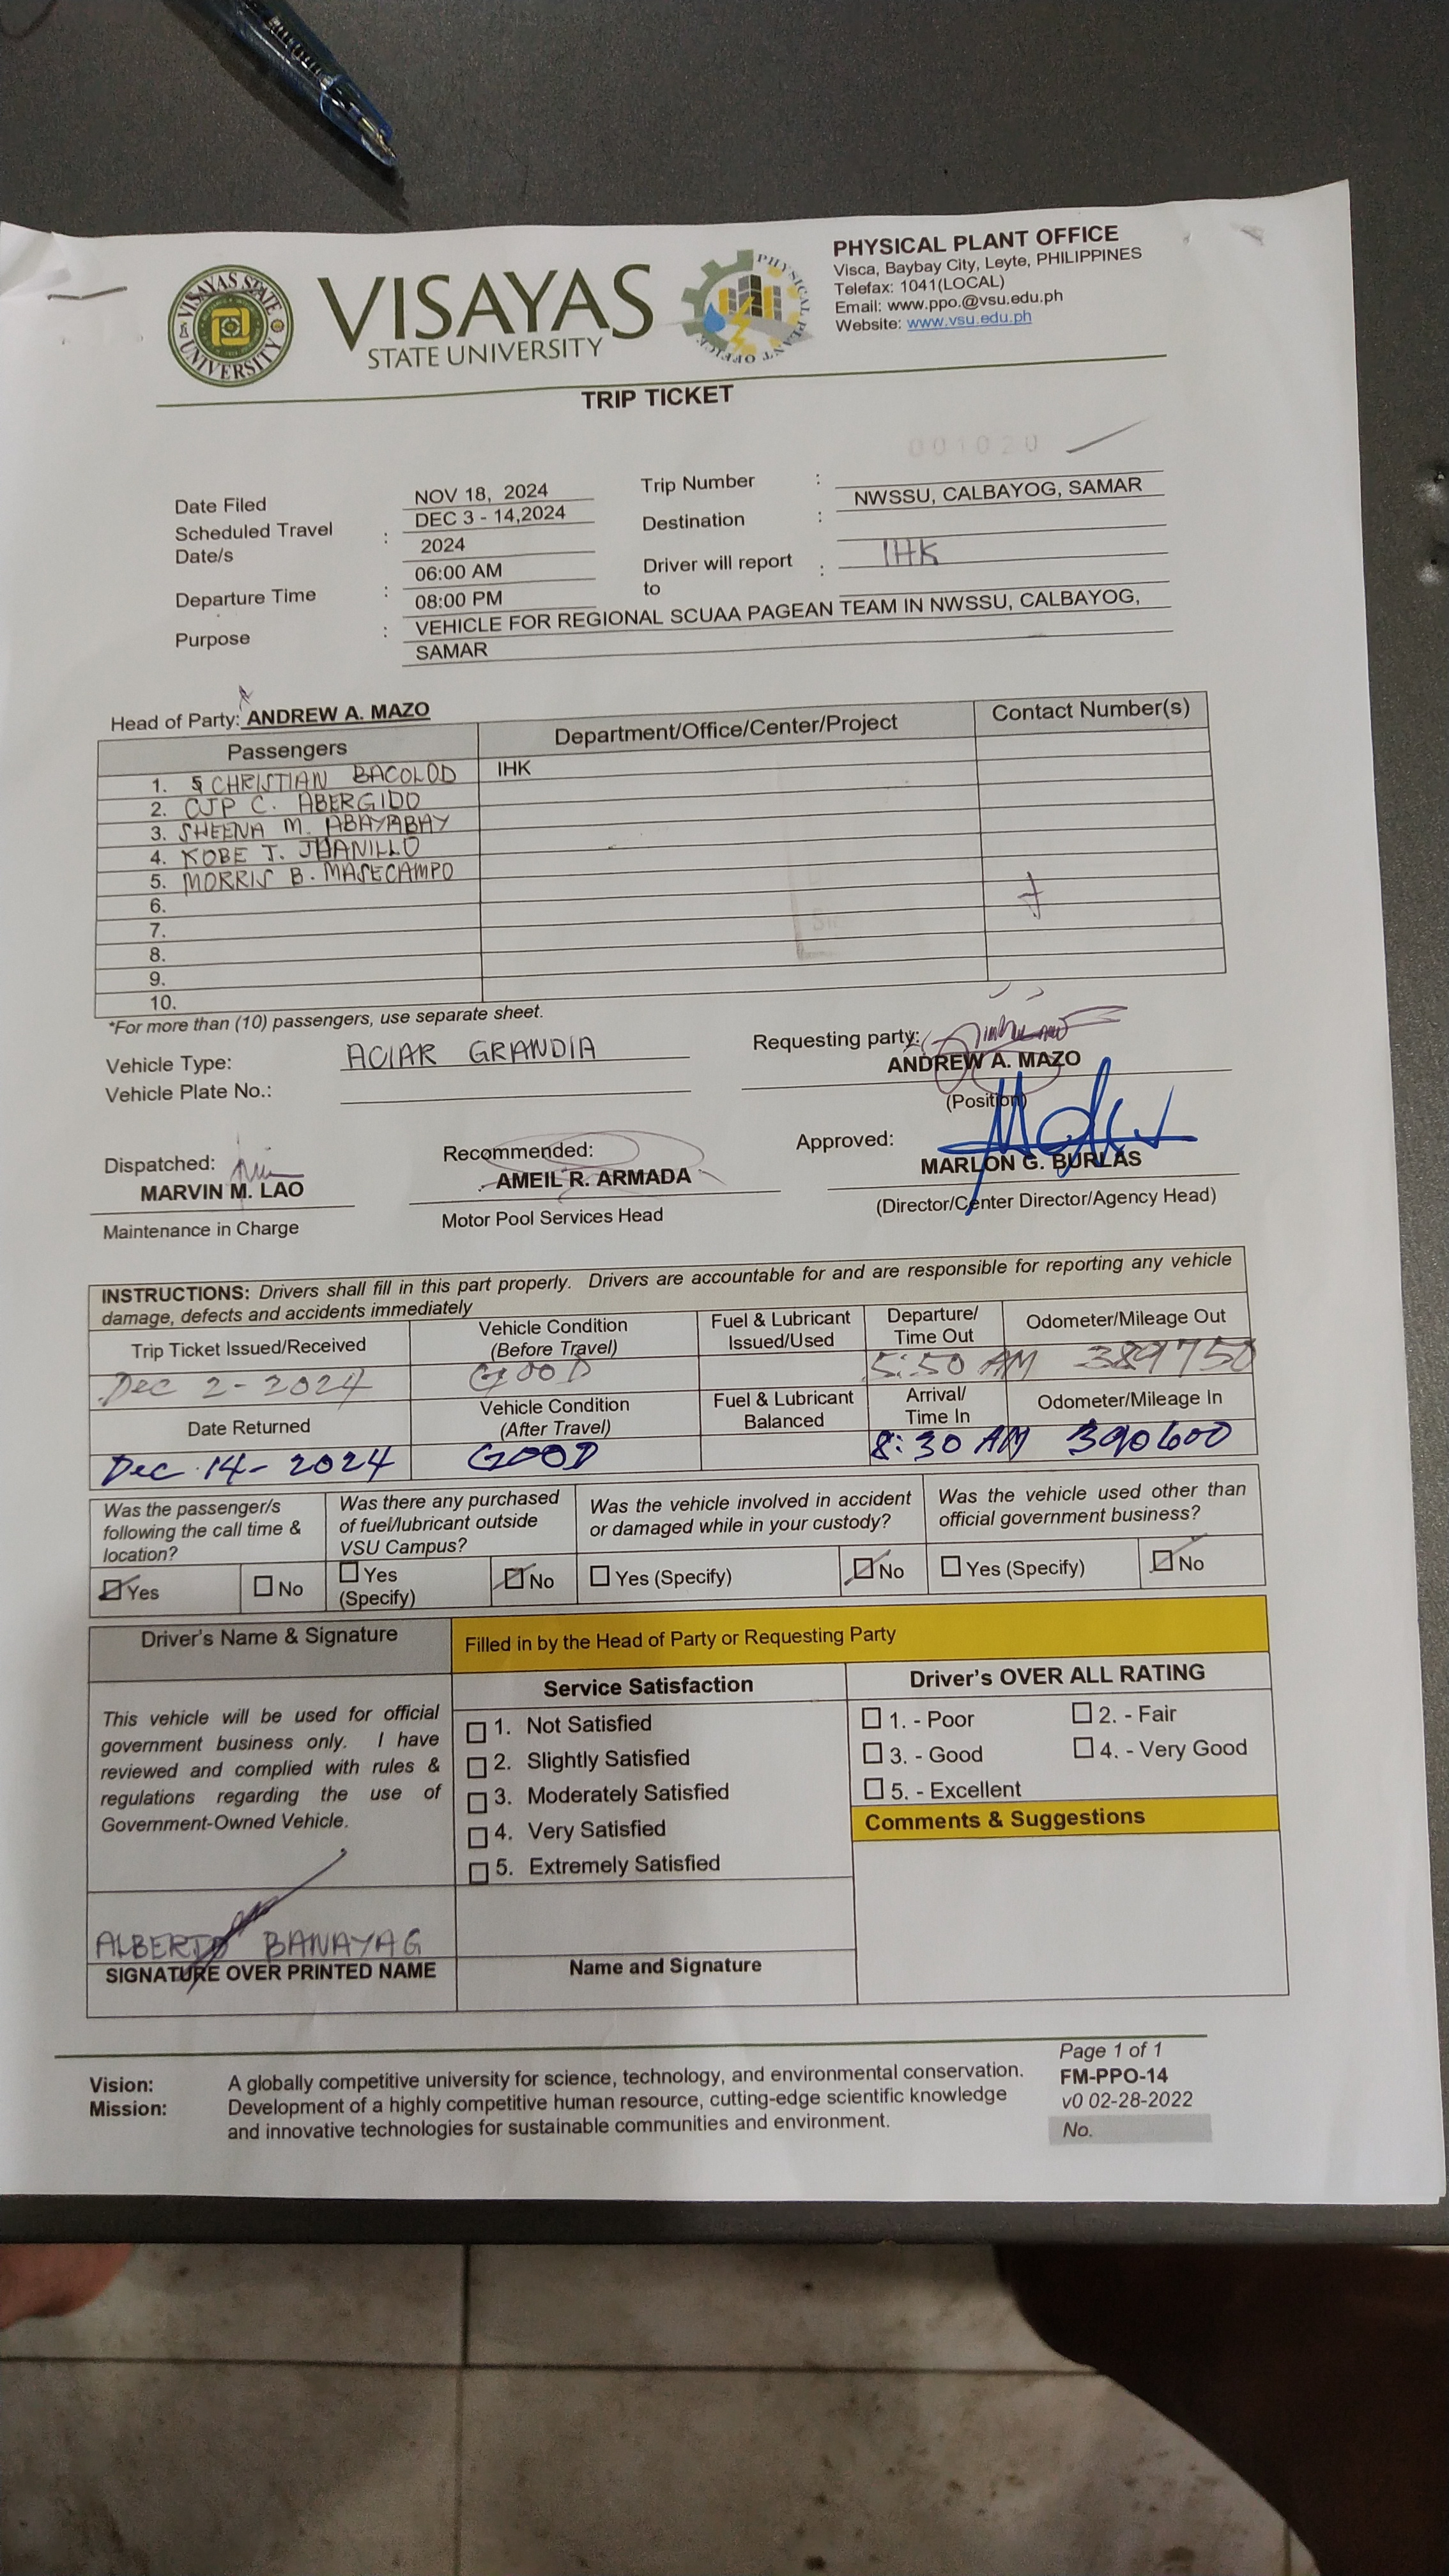 PHYSICAL PLANT OFFICE
Visca, Baybay City, Leyte, PHILIPPINES
Telefax: 1041(LOCAL)
Email: www.ppo.@vsu.edu.ph
Website: www.vsu.edu.ph
VISAYAS STATE UNIVERSITY
VISAYAS
STATE UNIVERSITY
PHYSICAL PLANT OFFICE
TRIP TICKET
001020
Date Filed NOV 18, 2024 Trip Number :
Scheduled Travel Date/s : DEC 3 - 14,2024 Destination : NWSSU, CALBAYOG, SAMAR
2024
Departure Time : 06:00 AM Driver will report to : IHK
08:00 PM
Purpose : VEHICLE FOR REGIONAL SCUAA PAGEAN TEAM IN NWSSU, CALBAYOG,
SAMAR
Head of Party: ANDREW A. MAZO
Passengers Department/Office/Center/Project Contact Number(s)
1. CHRISTIAN BACOLOD IHK
2. CJP C. ABERGIDO
3. SHEENA M. ABAYABAY
4. KOBE T. JUANILLO
5. MORRIS B. MASECAMPO
6.
7.
8.
9.
10.
*For more than (10) passengers, use separate sheet.
Vehicle Type: ACIAR GRANDIA Requesting party:
Vehicle Plate No.: ANDREW A. MAZO
(Position)
Dispatched: Recommended: Approved:
MARVIN M. LAO AMEIL R. ARMADA MARLON G. BURLAS
Maintenance in Charge Motor Pool Services Head (Director/Center Director/Agency Head)
INSTRUCTIONS: Drivers shall fill in this part properly. Drivers are accountable for and are responsible for reporting any vehicle
damage, defects and accidents immediately
Trip Ticket Issued/Received Vehicle Condition (Before Travel) Fuel & Lubricant Issued/Used Departure/ Time Out Odometer/Mileage Out
Dec 2-2024 GOOD 5:50 AM 389750
Date Returned Vehicle Condition (After Travel) Fuel & Lubricant Balanced Arrival/ Time In Odometer/Mileage In
Dec 14-2024 GOOD 8:30 AM 390600
Was the passenger/s following the call time & location? Was there any purchased of fuel/lubricant outside VSU Campus? Was the vehicle involved in accident or damaged while in your custody? Was the vehicle used other than official government business?
Yes No Yes (Specify) No Yes (Specify) No Yes (Specify) No
Driver's Name & Signature Filled in by the Head of Party or Requesting Party
Service Satisfaction Driver's OVER ALL RATING
This vehicle will be used for official
government business only. I have
reviewed and complied with rules &
regulations regarding the use of
Government-Owned Vehicle.
1. Not Satisfied
2. Slightly Satisfied
3. Moderately Satisfied
4. Very Satisfied
5. Extremely Satisfied
1. - Poor 2. - Fair
3. - Good 4. - Very Good
5. - Excellent
Comments & Suggestions
ALBERTO BANAYAG
SIGNATURE OVER PRINTED NAME Name and Signature
Vision: A globally competitive university for science, technology, and environmental conservation.
Mission: Development of a highly competitive human resource, cutting-edge scientific knowledge
and innovative technologies for sustainable communities and environment.
Page 1 of 1
FM-PPO-14
v0 02-28-2022
No.